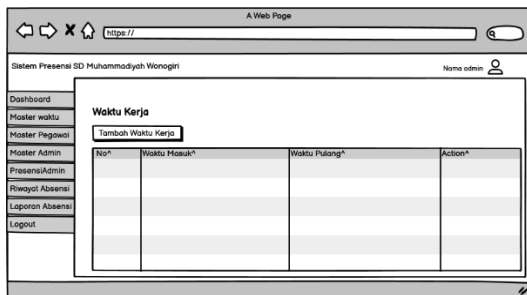 A Web Page
https://
Sistem Presensi SD Muhammadiyah Wonogiri
Nama admin
Dashboard
Master waktu
Master Pegawai
Master Admin
PresensiAdmin
Riwayat Absensi
Laporan Absensi
Logout
Waktu Kerja
Tambah Waktu Kerja
No^ Waktu Masuk^ Waktu Pulang^ Action^